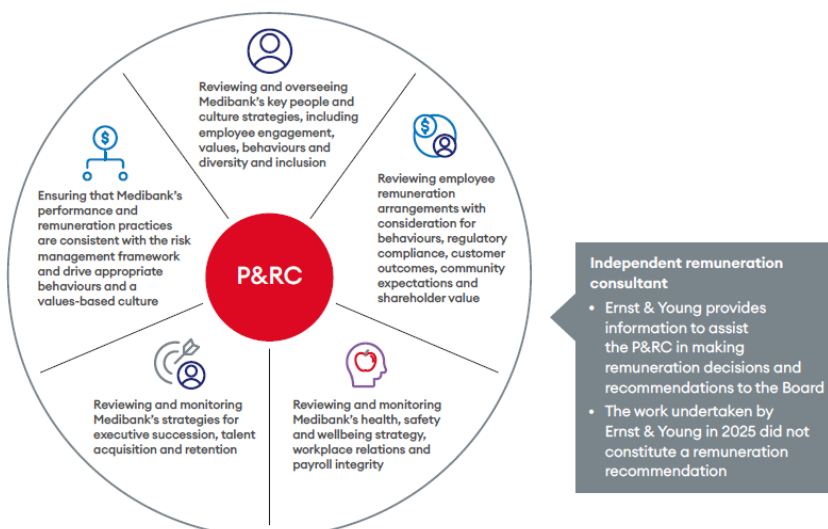 Reviewing and overseeing
Medibank's key people and
culture strategies, including
employee engagement,
values, behaviours and
diversity and inclusion
$
Reviewing employee
remuneration
arrangements with
consideration for
behaviours, regulatory
compliance, customer
outcomes, community
expectations and
shareholder value
$
Ensuring that Medibank's
performance and
remuneration practices
are consistent with the risk
management framework
and drive appropriate
behaviours and a
values-based culture
P&RC
Reviewing and monitoring
Medibank's strategies for
executive succession, talent
acquisition and retention
Reviewing and monitoring
Medibank's health, safety
and wellbeing strategy,
workplace relations and
payroll integrity
Independent remuneration
consultant
• Ernst & Young provides
information to assist
the P&RC in making
remuneration decisions and
recommendations to the Board
• The work undertaken by
Ernst & Young in 2025 did not
constitute a remuneration
recommendation